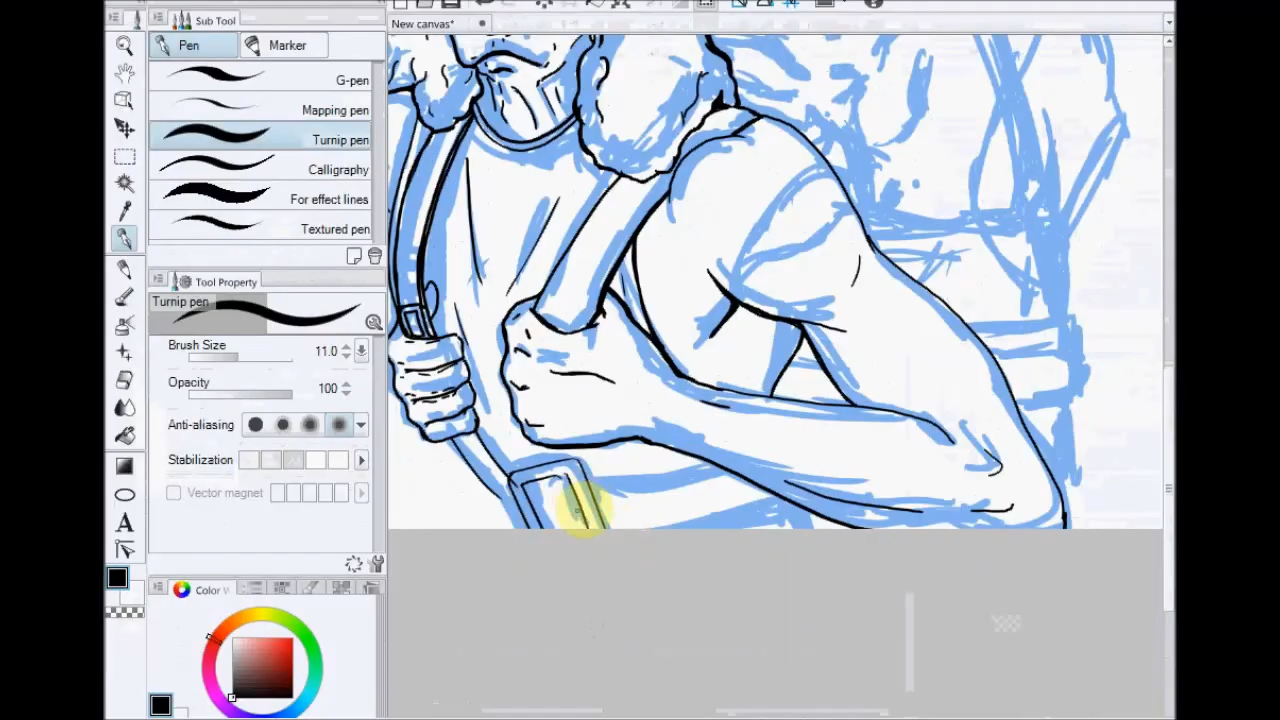 Sub Tool
New canvas*
Pen
Marker
G-pen
Mapping pen
Turnip pen
Calligraphy
For effect lines
Textured pen
Tool Property
Turnip pen
Brush Size
11.0
Opacity
100
Anti-aliasing
Stabilization
Vector magnet
Color